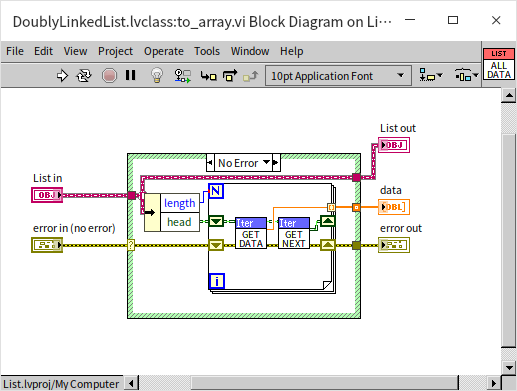 DoublyLinkedList.lvclass:to_array.vi Block Diagram on Li...
File Edit View Project Operate Tools Window Help
10pt Application Font
LIST
ALL
DATA
List out
OBJ
No Error
List in
OBJ
length
head
N
data
DBL
error in (no error)
?
Iter
GET
DATA
Iter
GET
NEXT
error out
i
List.lvproj/My Computer